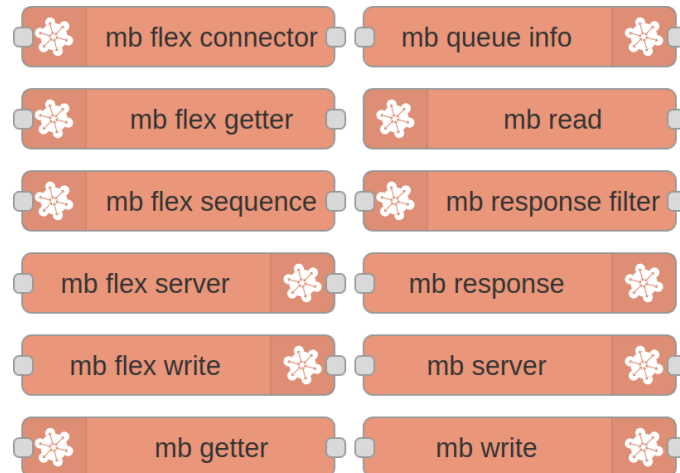 mb flex connector
mb flex getter
mb flex sequence
mb flex server
mb flex write
mb getter
mb queue info
mb read
mb response filter
mb response
mb server
mb write